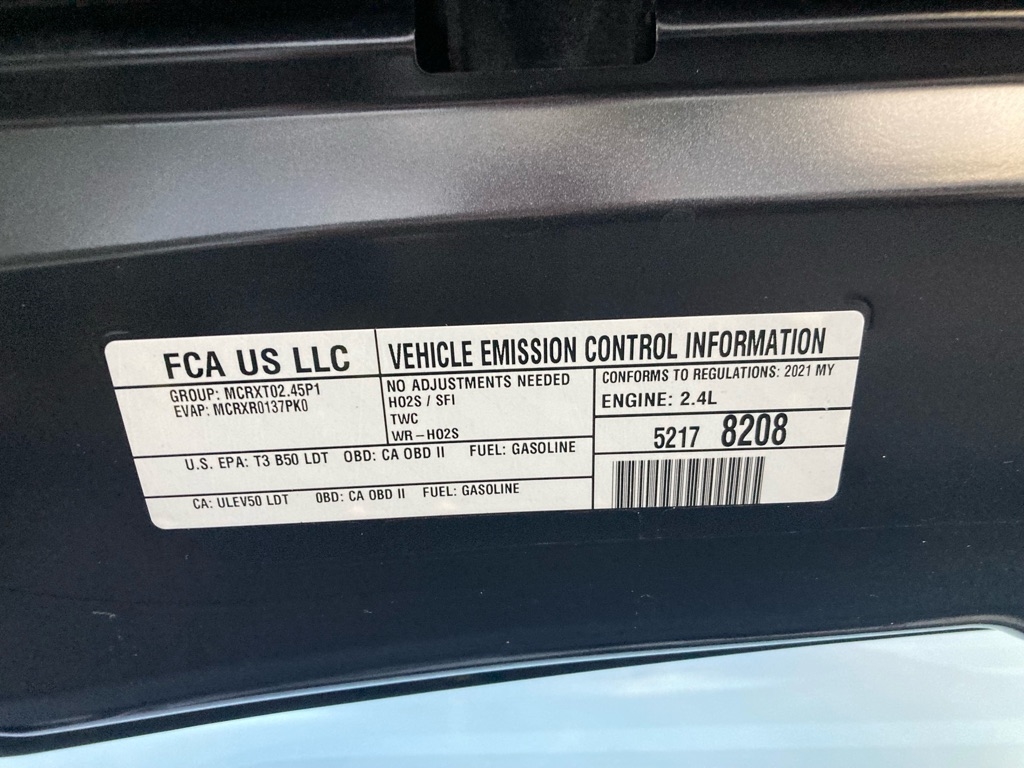 FCA US LLC
VEHICLE EMISSION CONTROL INFORMATION
GROUP: MCRXT02.45P1
EVAP: MCRXR0137PK0
NO ADJUSTMENTS NEEDED
HO2S / SFI
TWC
WR-HO2S
CONFORMS TO REGULATIONS: 2021 MY
ENGINE: 2.4L
5217 8208
U.S. EPA: T3 B50 LDT OBD: CA OBD II FUEL: GASOLINE
CA: ULEV50 LDT OBD: CA OBD II FUEL: GASOLINE